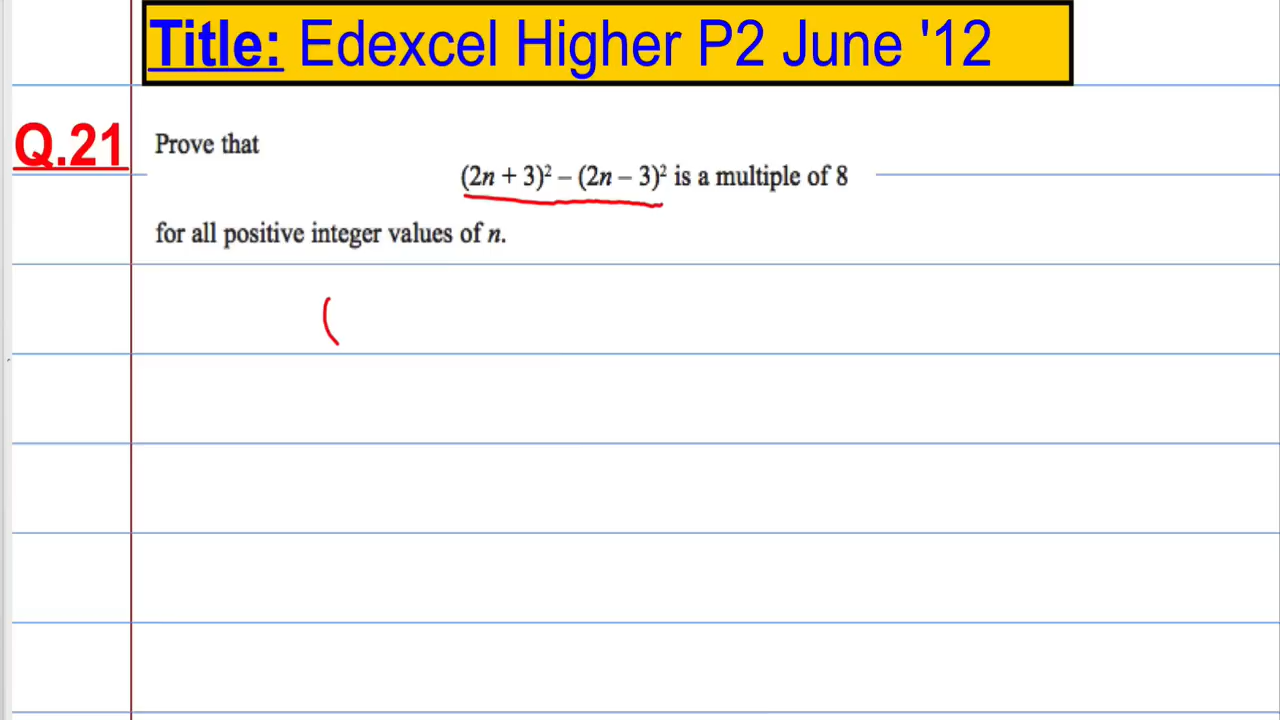 Title: Edexcel Higher P2 June '12
Q.21 Prove that
(2n + 3)² – (2n – 3)² is a multiple of 8
for all positive integer values of n.
(